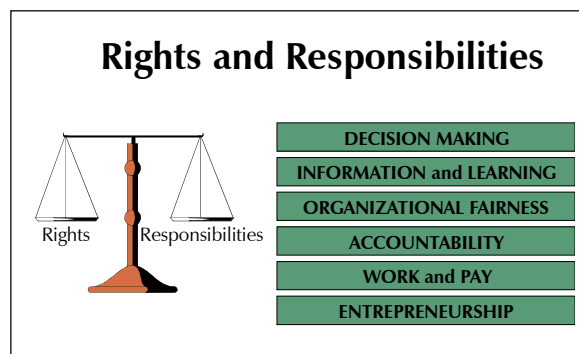 Rights and Responsibilities
Rights
Responsibilities
DECISION MAKING
INFORMATION and LEARNING
ORGANIZATIONAL FAIRNESS
ACCOUNTABILITY
WORK and PAY
ENTREPRENEURSHIP